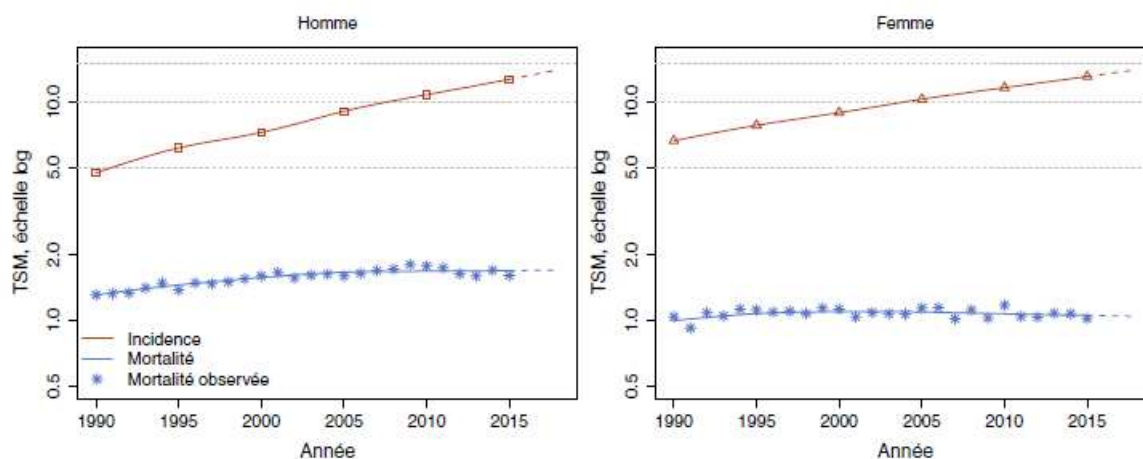 Homme
TSM, échelle log
10.0
5.0
2.0
1.0
0.5
Incidence
Mortalité
Mortalité observée
1990 1995 2000 2005 2010 2015
Année
Femme
TSM, échelle log
10.0
5.0
2.0
1.0
0.5
1990 1995 2000 2005 2010 2015
Année